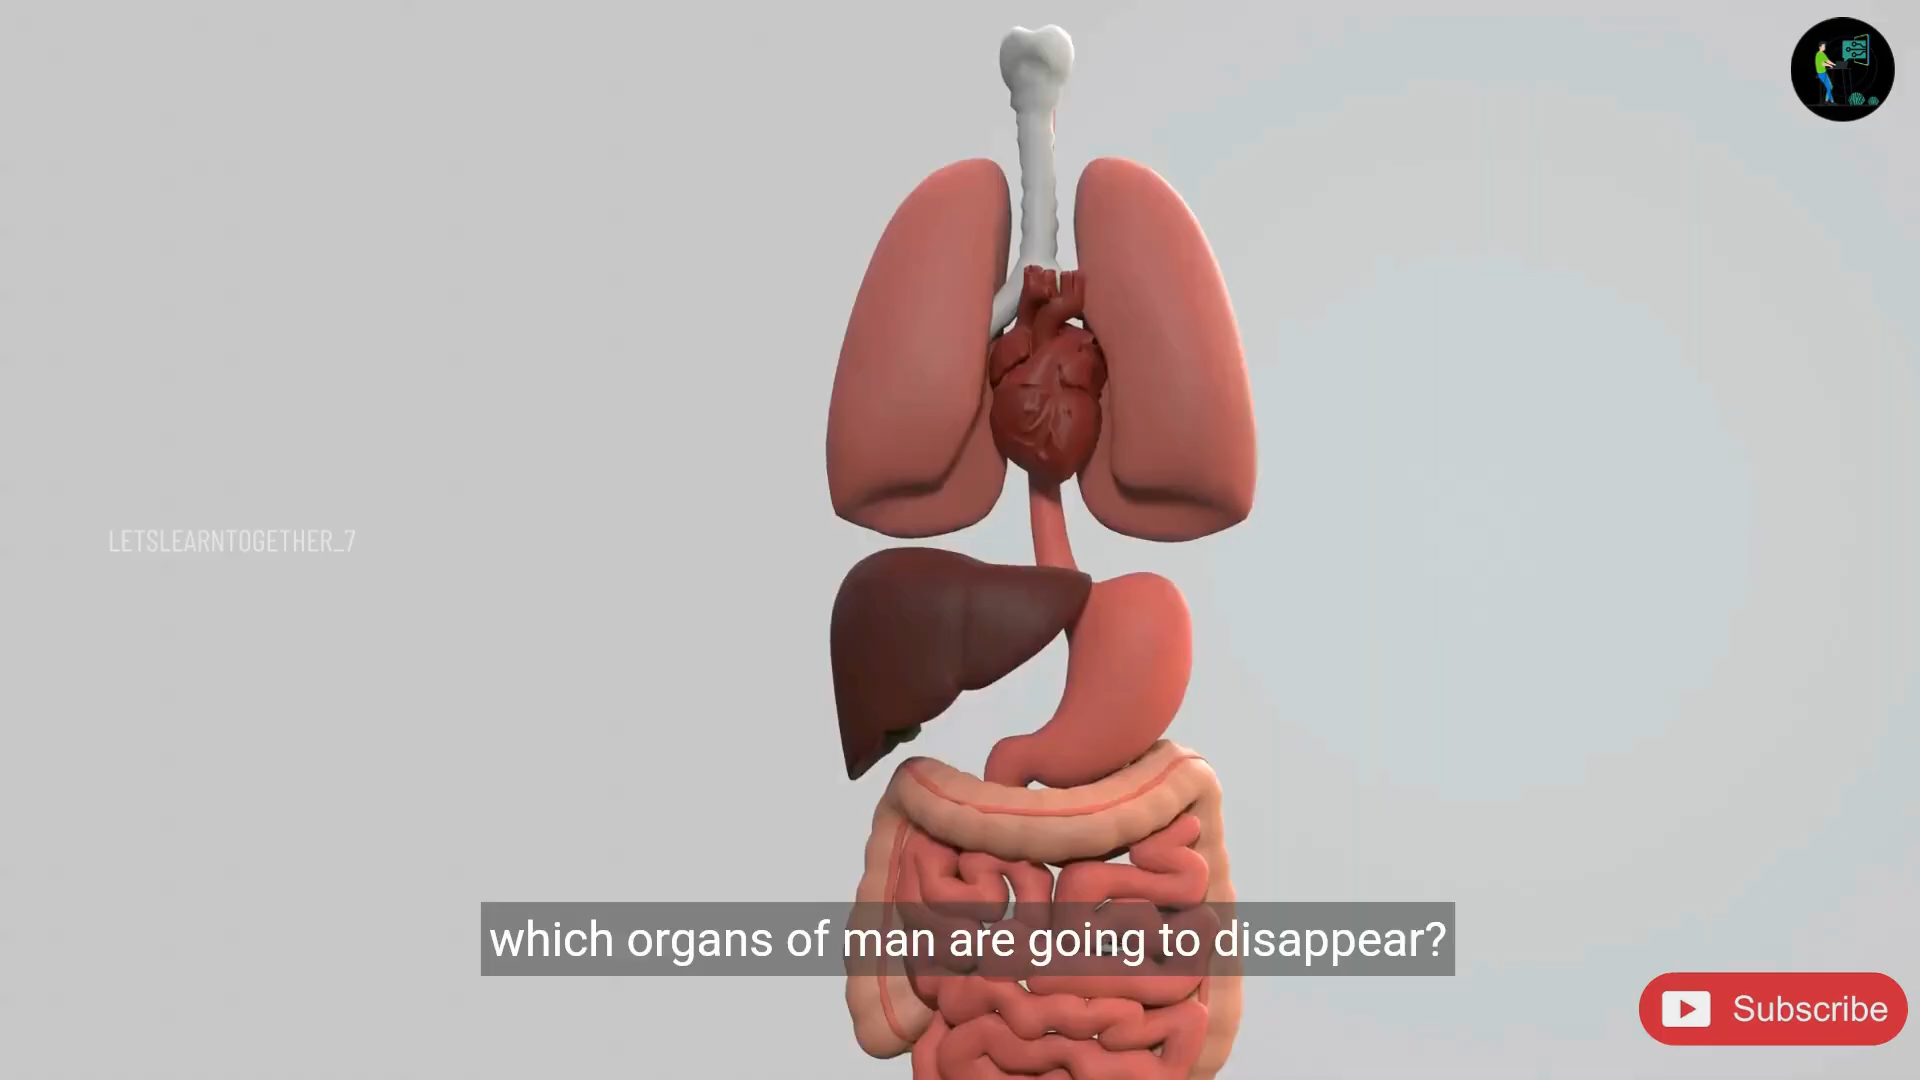 LETSLEARNTOGETHER_7
which organs of man are going to disappear?
Subscribe